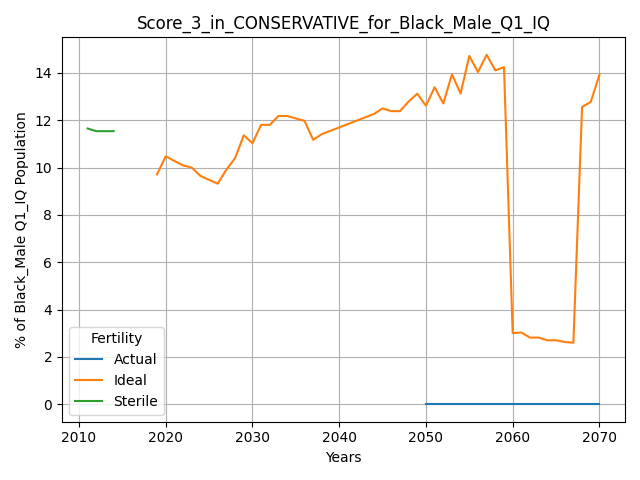 Score_3_in_CONSERVATIVE_for_Black_Male_Q1_IQ
% of Black_Male Q1_IQ Population
14
12
10
8
6
4
2
0
Fertility
Actual
Ideal
Sterile
2010 2020 2030 2040 2050 2060 2070
Years